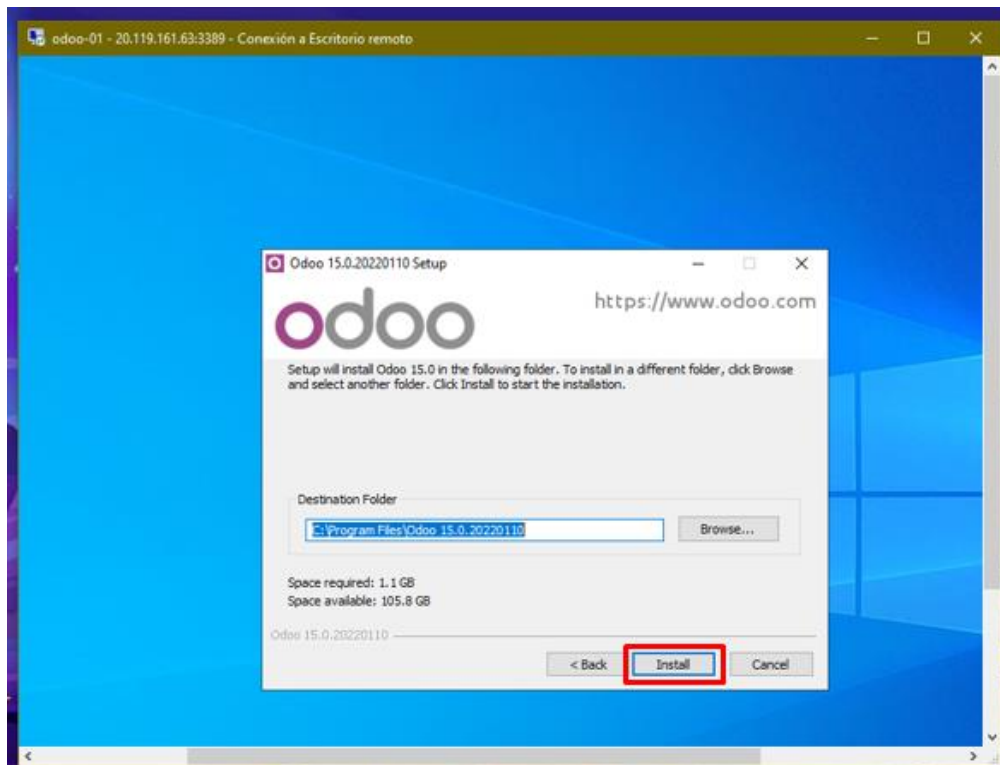 odoo-01 - 20.119.161.63:3389 - Conexión a Escritorio remoto
Odoo 15.0.20220110 Setup
odoo
https://www.odoo.com
Setup will install Odoo 15.0 in the following folder. To install in a different folder, click Browse
and select another folder. Click Install to start the installation.
Destination Folder
C:\Program Files\Odoo 15.0.20220110
Browse...
Space required: 1.1 GB
Space available: 105.8 GB
Odoo 15.0.20220110
< Back
Install
Cancel